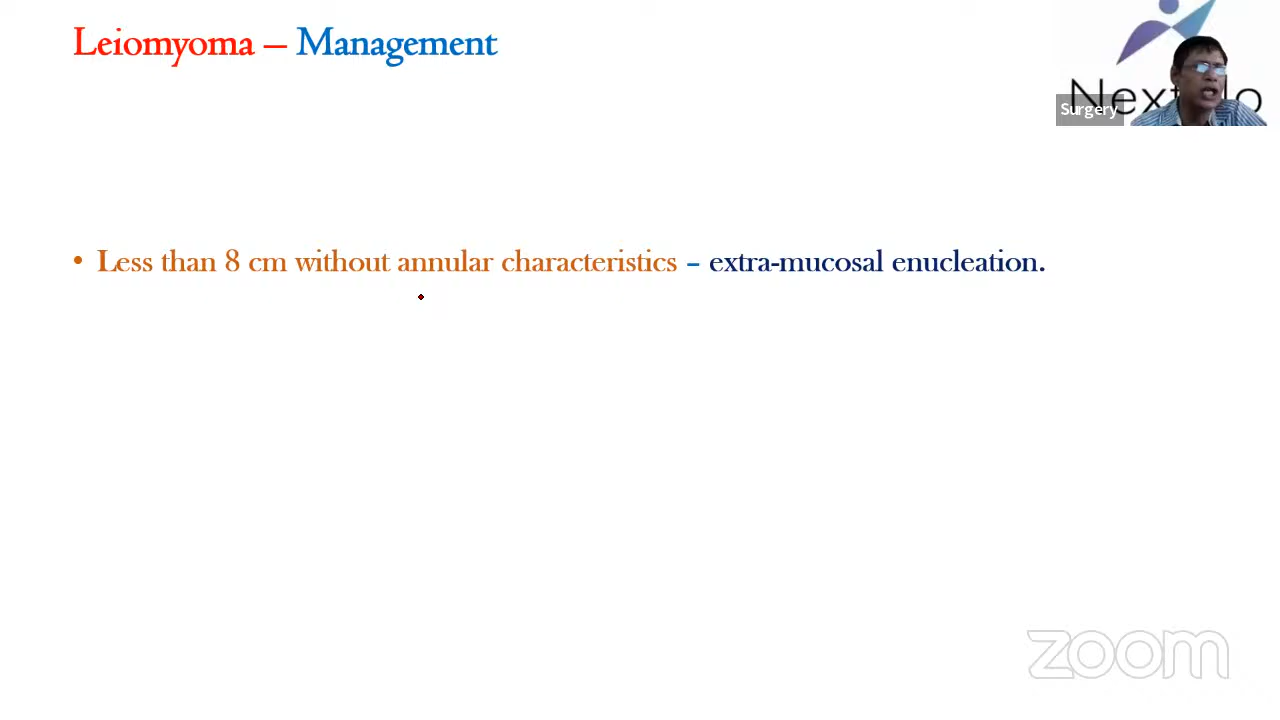 Leiomyoma – Management
Surgery
• Less than 8 cm without annular characteristics – extra-mucosal enucleation.
zoom